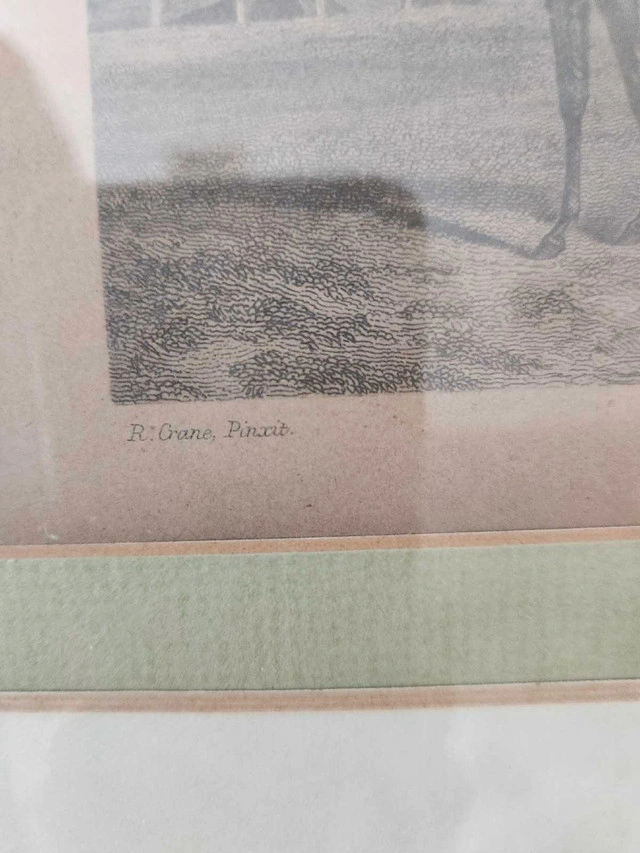 R. Crane, Pinxit.